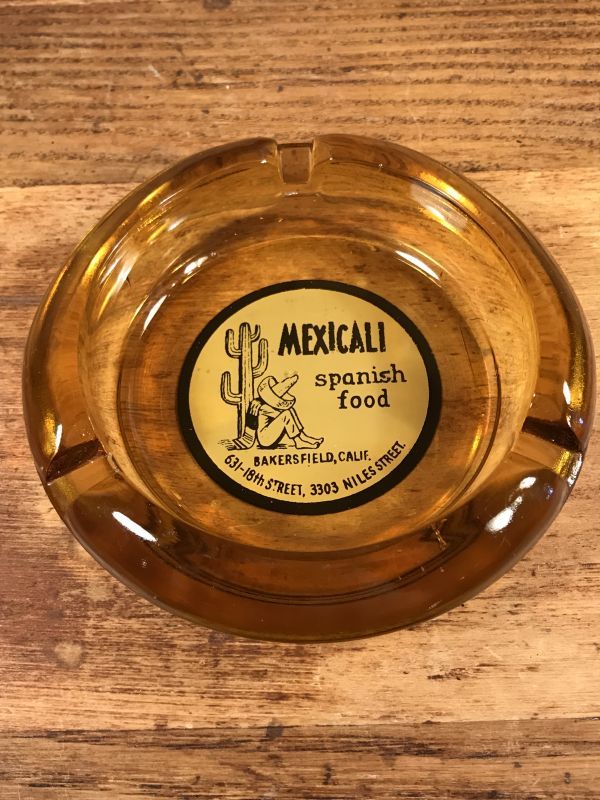 MEXICALI
spanish
food
BAKERSFIELD, CALIF.
631-18th STREET, 3303 NILES STREET.